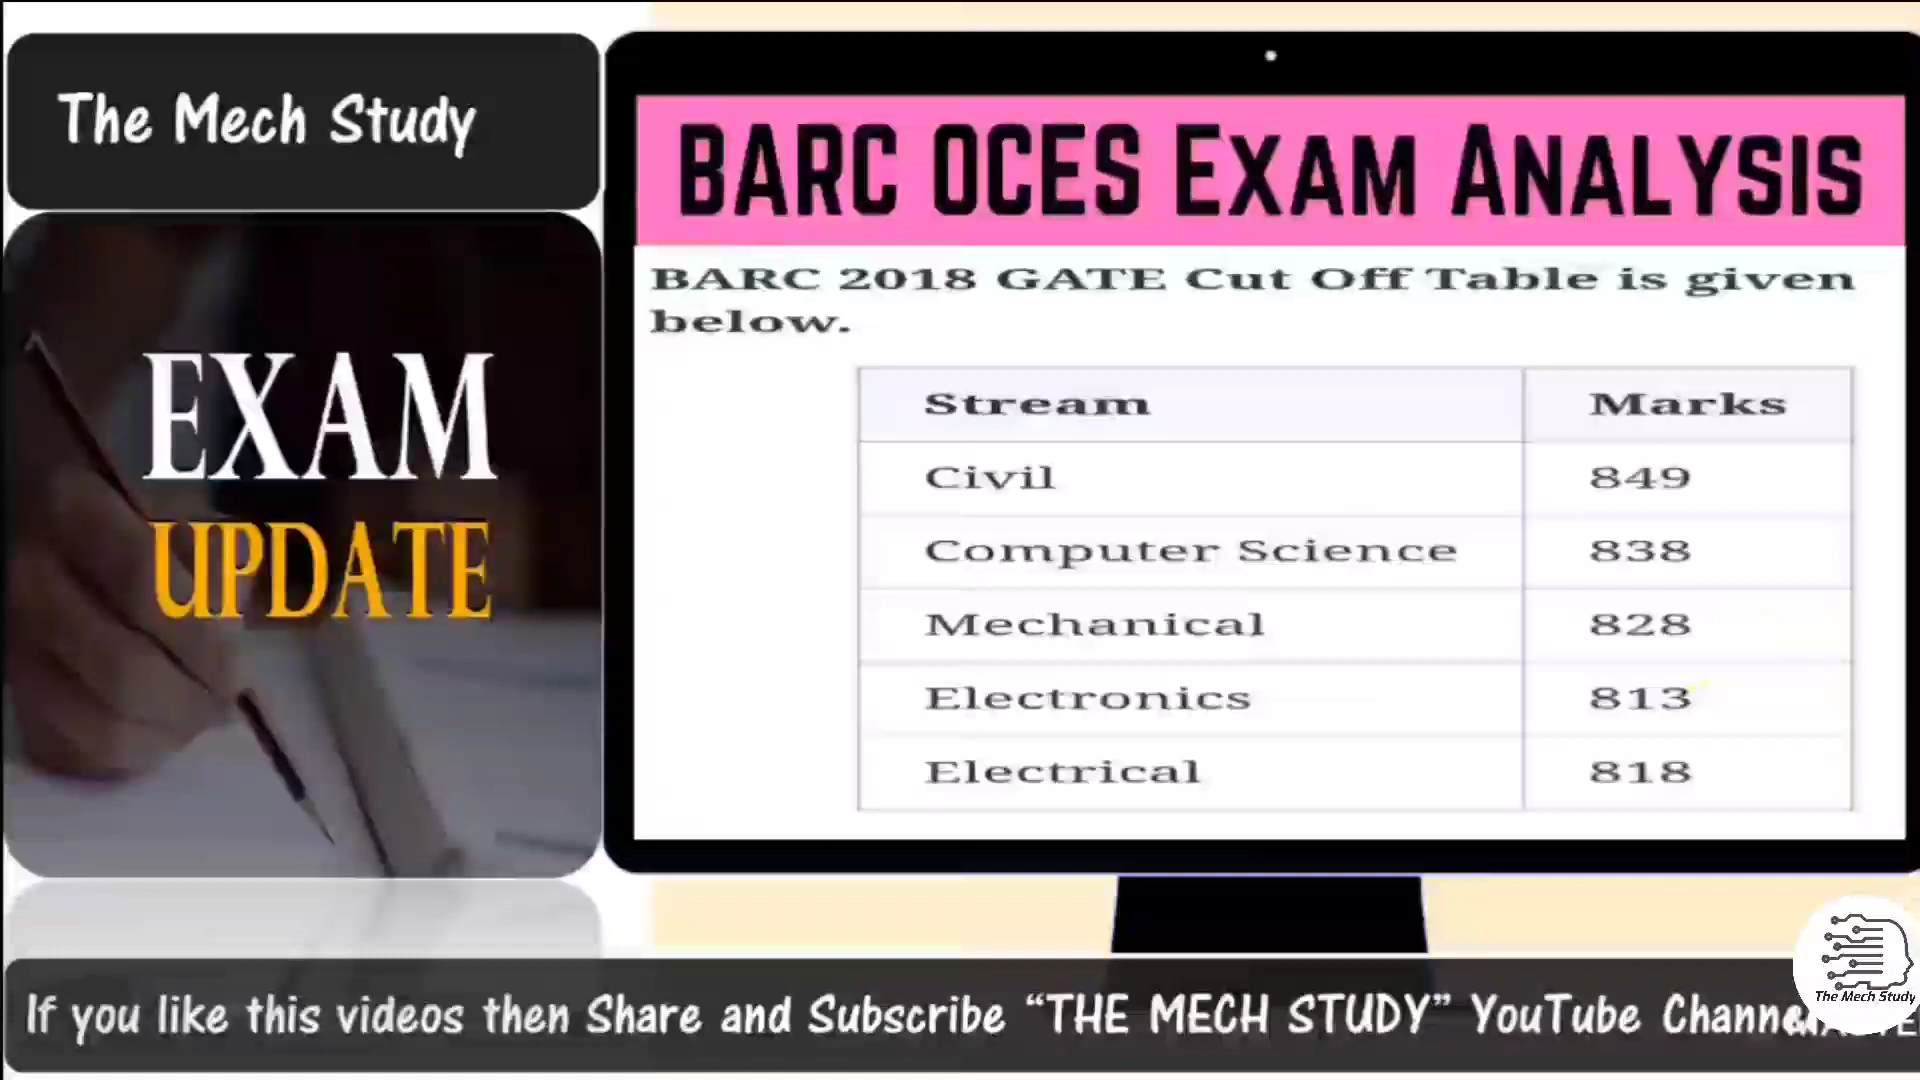 The Mech Study
EXAM
UPDATE
BARC OCES EXAM ANALYSIS
BARC 2018 GATE Cut Off Table is given
below.
Stream Marks
Civil 849
Computer Science 838
Mechanical 828
Electronics 813
Electrical 818
The Mech Study
If you like this videos then Share and Subscribe “THE MECH STUDY” YouTube